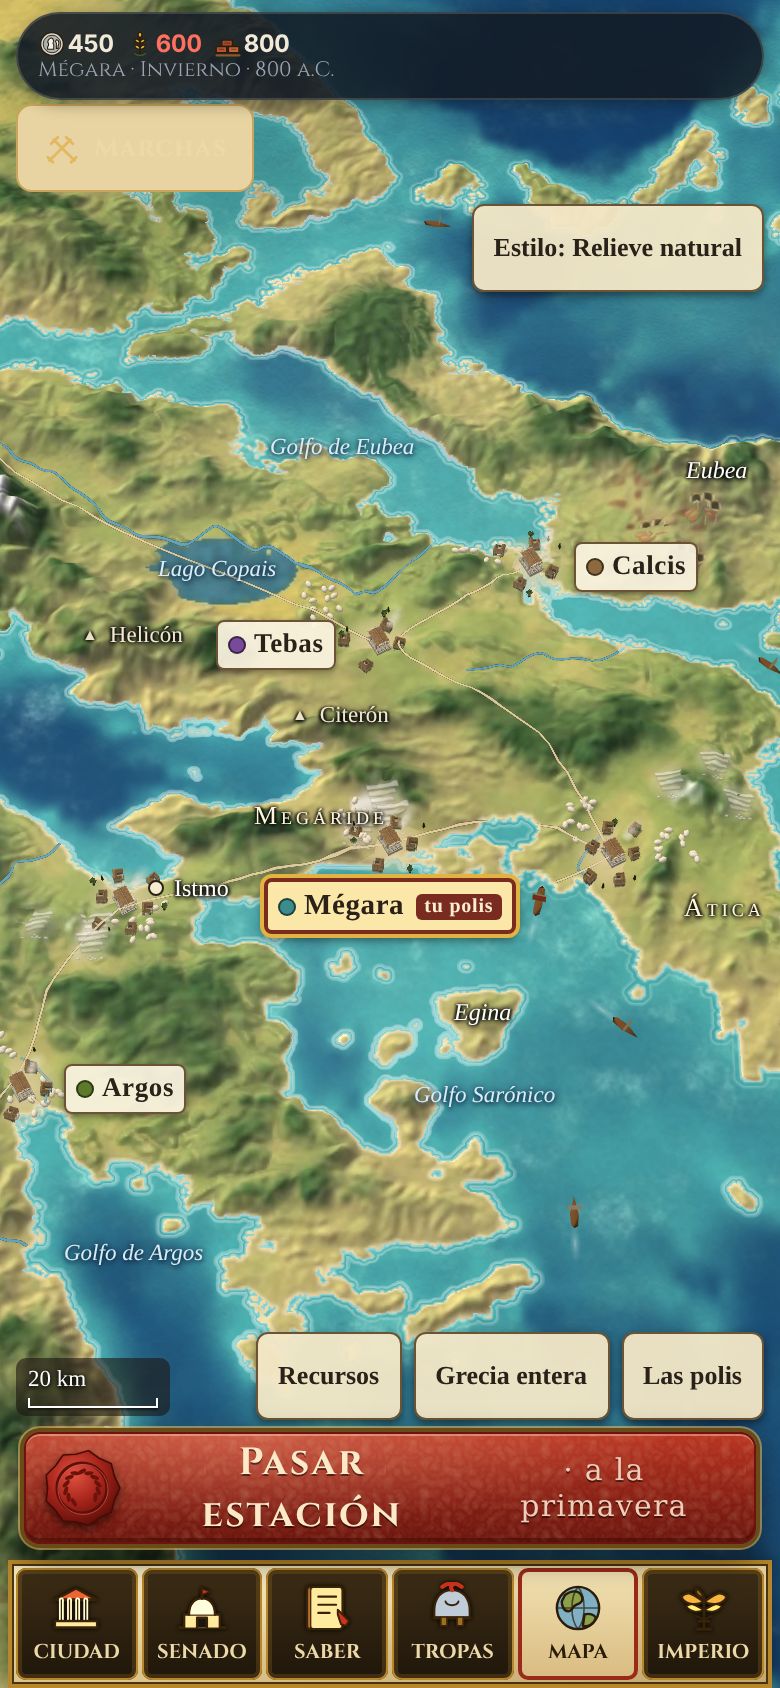 450 600 800
MÉGARA · INVIERNO · 800 A.C.
MARCHAS
Estilo: Relieve natural
Golfo de Eubea
Eubea
Calcis
Lago Copais
Helicón
Tebas
Citerón
MEGÁRIDE
Istmo
Mégara tu polis
ÁTICA
Egina
Argos
Golfo Sarónico
Golfo de Argos
20 km
Recursos
Grecia entera
Las polis
PASAR ESTACIÓN
· a la primavera
CIUDAD
SENADO
SABER
TROPAS
MAPA
IMPERIO